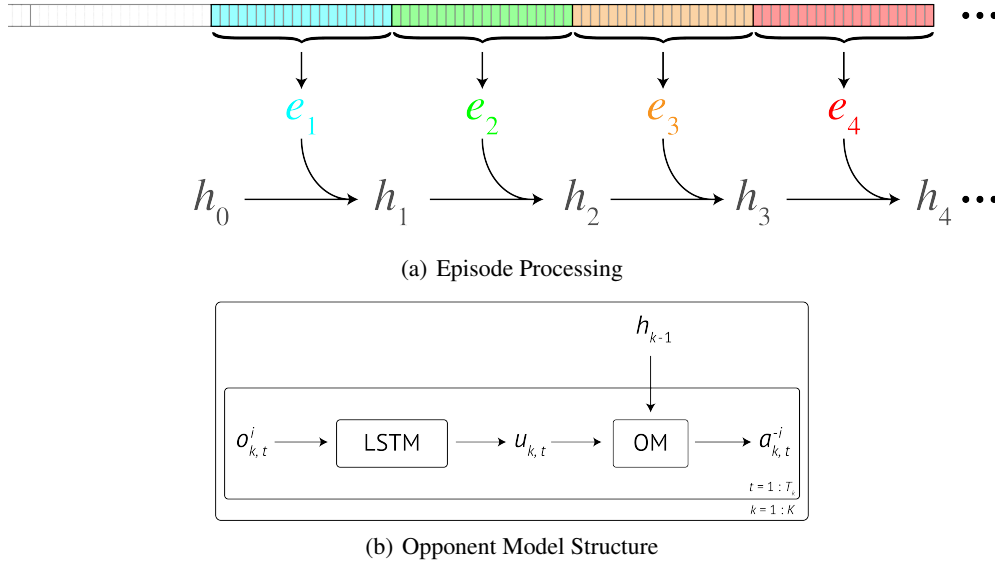 •••
e₁ e₂ e₃ e₄
h₀ h₁ h₂ h₃ h₄ •••
(a) Episode Processing
hₖ₋₁
oⁱₖ,ₜ LSTM uₖ,ₜ OM a⁻ⁱₖ,ₜ
t = 1 : Tₖ
k = 1 : K
(b) Opponent Model Structure